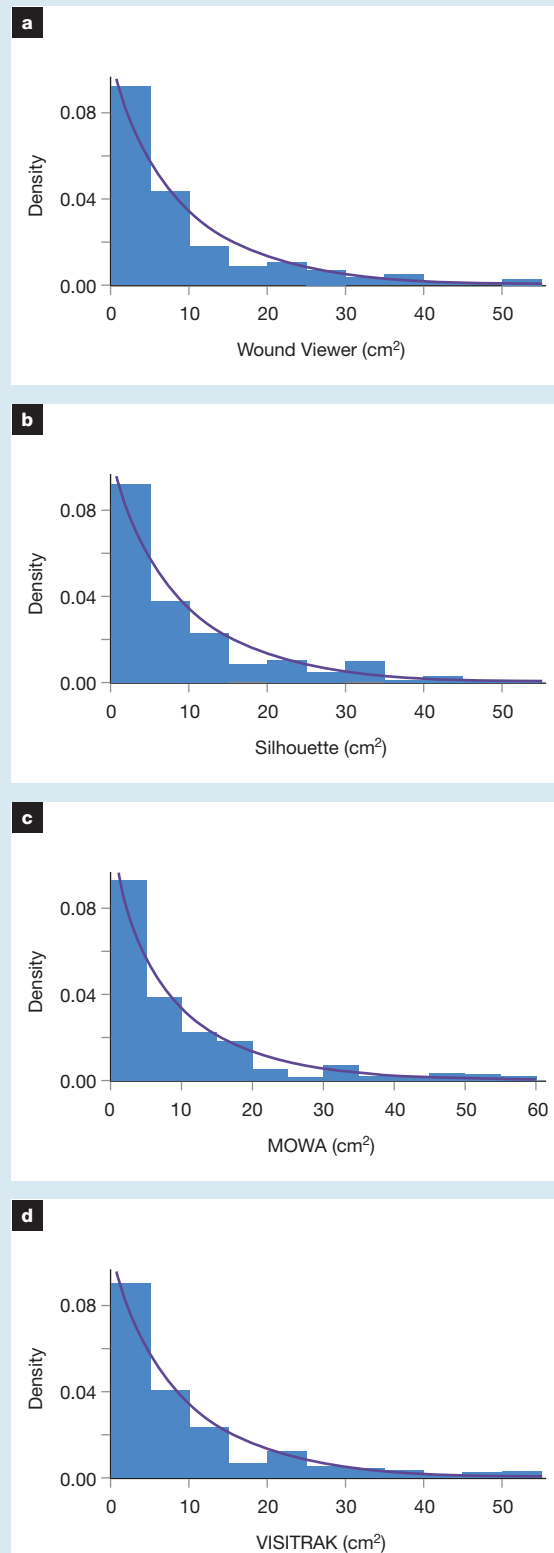 a
Density
0.08
0.04
0.00
0 10 20 30 40 50
Wound Viewer (cm²)
b
Density
0.08
0.04
0.00
0 10 20 30 40 50
Silhouette (cm²)
c
Density
0.08
0.04
0.00
0 10 20 30 40 50 60
MOWA (cm²)
d
Density
0.08
0.04
0.00
0 10 20 30 40 50
VISITRAK (cm²)